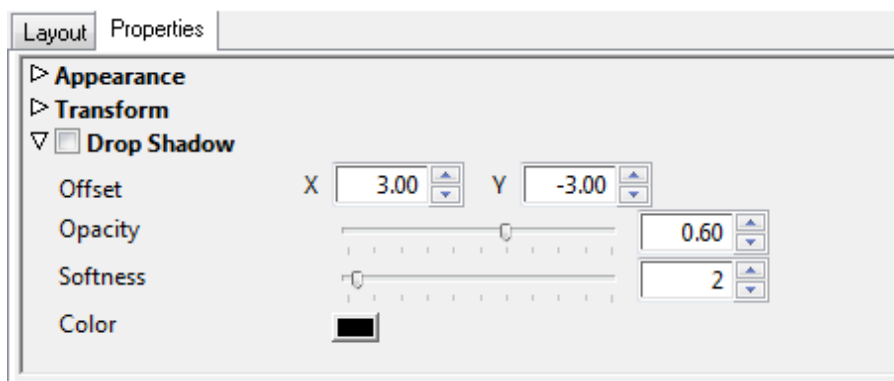 Layout Properties
Appearance
Transform
Drop Shadow
Offset X 3.00 Y -3.00
Opacity 0.60
Softness 2
Color